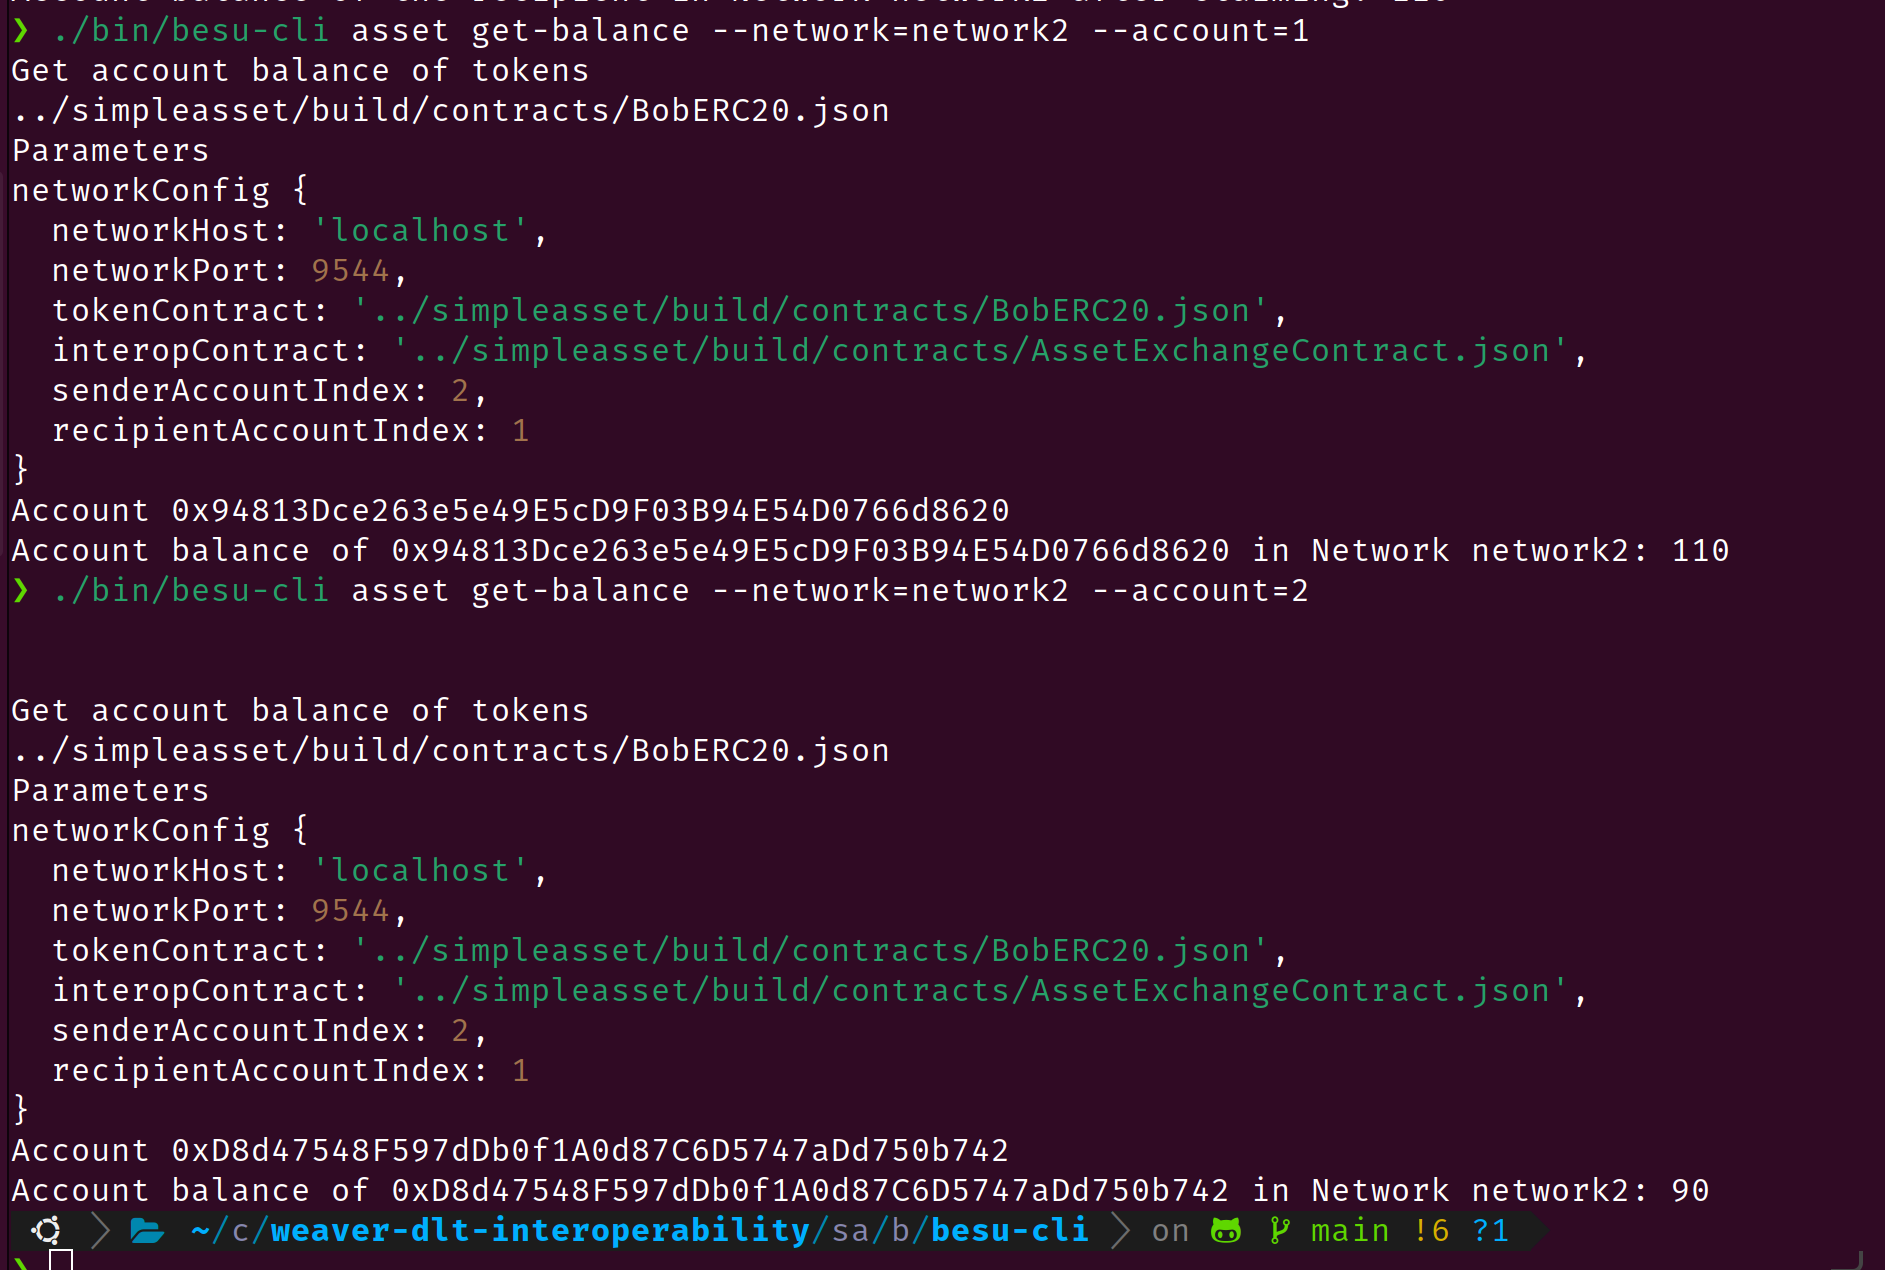 ❯ ./bin/besu-cli asset get-balance --network=network2 --account=1
Get account balance of tokens
../simpleasset/build/contracts/BobERC20.json
Parameters
networkConfig {
  networkHost: 'localhost',
  networkPort: 9544,
  tokenContract: '../simpleasset/build/contracts/BobERC20.json',
  interopContract: '../simpleasset/build/contracts/AssetExchangeContract.json',
  senderAccountIndex: 2,
  recipientAccountIndex: 1
}
Account 0x94813Dce263e5e49E5cD9F03B94E54D0766d8620
Account balance of 0x94813Dce263e5e49E5cD9F03B94E54D0766d8620 in Network network2: 110
❯ ./bin/besu-cli asset get-balance --network=network2 --account=2
Get account balance of tokens
../simpleasset/build/contracts/BobERC20.json
Parameters
networkConfig {
  networkHost: 'localhost',
  networkPort: 9544,
  tokenContract: '../simpleasset/build/contracts/BobERC20.json',
  interopContract: '../simpleasset/build/contracts/AssetExchangeContract.json',
  senderAccountIndex: 2,
  recipientAccountIndex: 1
}
Account 0xD8d47548F597dDb0f1A0d87C6D5747aDd750b742
Account balance of 0xD8d47548F597dDb0f1A0d87C6D5747aDd750b742 in Network network2: 90
~/c/weaver-dlt-interoperability/sa/b/besu-cli on main !6 ?1
❯